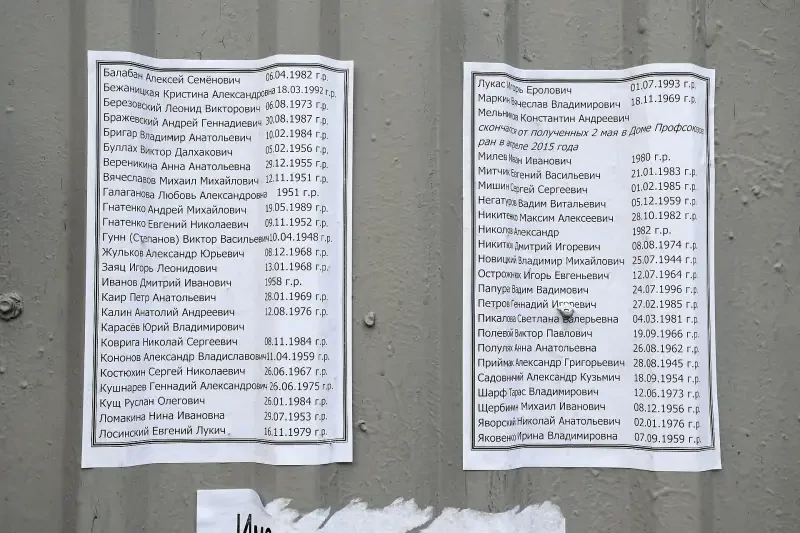 Балабан Алексей Семёнович 06.04.1982 г.р.
Бежаницкая Кристина Александровна 18.03.1992 г.р.
Березовский Леонид Викторович 06.08.1973 г.р.
Бражевский Андрей Геннадиевич 30.08.1987 г.р.
Бригар Владимир Анатольевич 10.02.1984 г.р.
Буллах Виктор Далхакович 05.02.1956 г.р.
Вереникина Анна Анатольевна 29.12.1955 г.р.
Вячеславов Михаил Михайлович 12.11.1951 г.р.
Галаганова Любовь Александровна 1951 г.р.
Гнатенко Андрей Михайлович 19.05.1989 г.р.
Гнатенко Евгений Николаевич 09.11.1952 г.р.
Гунн (Степанов) Виктор Васильевич 10.04.1948 г.р.
Жульков Александр Юрьевич 08.12.1968 г.р.
Заяц Игорь Леонидович 13.01.1968 г.р.
Иванов Дмитрий Иванович 1958 г.р.
Каир Петр Анатольевич 28.01.1969 г.р.
Калин Анатолий Андреевич 12.08.1976 г.р.
Карасёв Юрий Владимирович
Коврига Николай Сергеевич 08.11.1984 г.р.
Кононов Александр Владиславович 11.04.1959 г.р.
Костюхин Сергей Николаевич 26.06.1967 г.р.
Кушнарев Геннадий Александрович 26.06.1975 г.р.
Кущ Руслан Олегович 26.01.1984 г.р.
Ломакина Нина Ивановна 29.07.1953 г.р.
Лосинский Евгений Лукич 16.11.1979 г.р.
Лукас Игорь Еролович 01.07.1993 г.р.
Маркин Вячеслав Владимирович 18.11.1969 г.р.
Мельников Константин Андреевич
скончался от полученных 2 мая в Доме Профсоюзов
ран в апреле 2015 года
Милев Иван Иванович 1980 г.р.
Митчик Евгений Васильевич 21.01.1983 г.р.
Мишин Сергей Сергеевич 01.02.1985 г.р.
Негатуров Вадим Витальевич 05.12.1959 г.р.
Никитенко Максим Алексеевич 28.10.1982 г.р.
Николов Александр 1982 г.р.
Никитюк Дмитрий Игоревич 08.08.1974 г.р.
Новицкий Владимир Михайлович 25.07.1944 г.р.
Остроженюк Игорь Евгеньевич 12.07.1964 г.р.
Папура Вадим Вадимович 24.07.1996 г.р.
Петров Геннадий Игоревич 27.02.1985 г.р.
Пикалова Светлана Валерьевна 04.03.1981 г.р.
Полевой Виктор Павлович 19.09.1966 г.р.
Полулях Анна Анатольевна 26.08.1962 г.р.
Приймак Александр Григорьевич 28.08.1945 г.р.
Садовничий Александр Кузьмич 18.09.1954 г.р.
Шарф Тарас Владимирович 12.06.1973 г.р.
Щербинин Михаил Иванович 08.12.1956 г.р.
Яворский Николай Анатольевич 02.01.1976 г.р.
Яковенко Ирина Владимировна 07.09.1959 г.р.